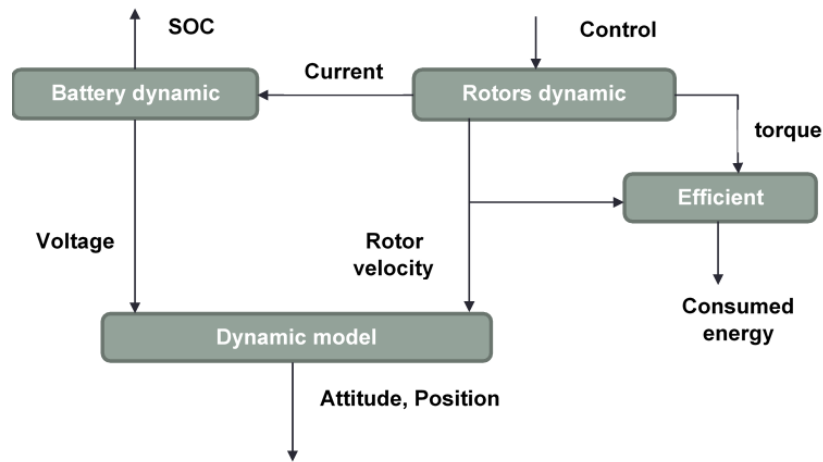 SOC
Control
Current
Battery dynamic
Rotors dynamic
torque
Efficient
Voltage
Rotor
velocity
Consumed
energy
Dynamic model
Attitude, Position